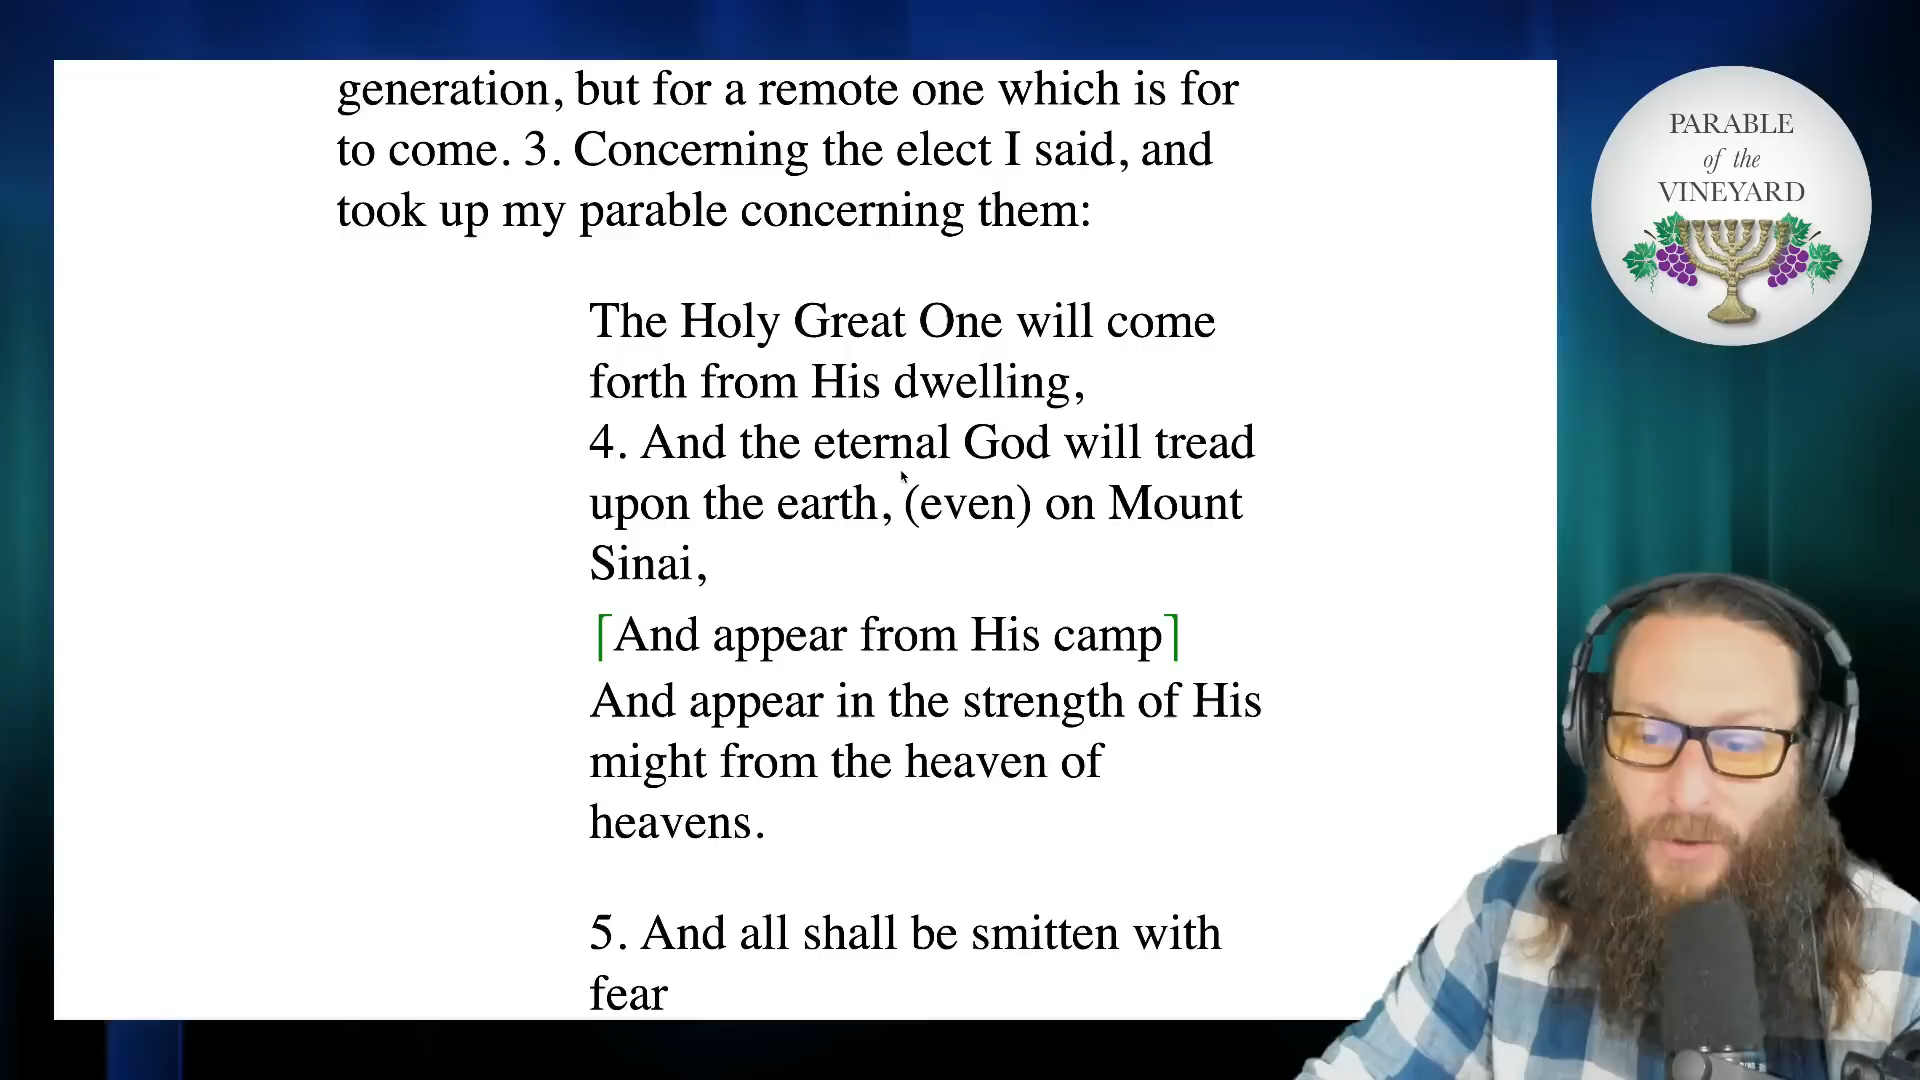 generation, but for a remote one which is for
to come. 3. Concerning the elect I said, and
took up my parable concerning them:
The Holy Great One will come
forth from His dwelling,
4. And the eternal God will tread
upon the earth, (even) on Mount
Sinai,
⌈And appear from His camp⌉
And appear in the strength of His
might from the heaven of
heavens.
5. And all shall be smitten with
fear
PARABLE
of the
VINEYARD